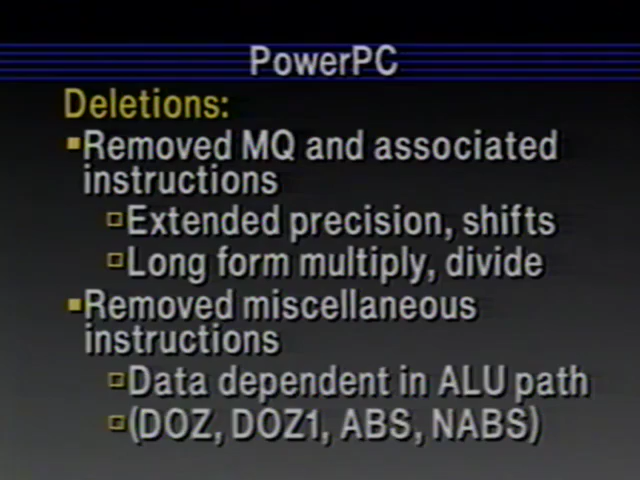 PowerPC
Deletions:
Removed MQ and associated
instructions
Extended precision, shifts
Long form multiply, divide
Removed miscellaneous
instructions
Data dependent in ALU path
(DOZ, DOZ1, ABS, NABS)